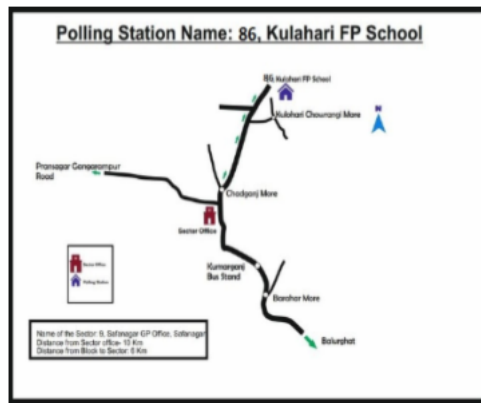 Polling Station Name: 86, Kulahari FP School
86, Kulahari FP School
Kulahari Chowrangi More
N
Pransagar Gangarampur
Road
Chadganj More
Sector Office
Kumarganj
Bus Stand
Barahar More
Balurghat
Sector Office
Polling Station
Name of the Sector: 9, Safanagar GP Office, Safanagar
Distance from Sector office- 10 Km
Distance from Block to Sector: 6 Km